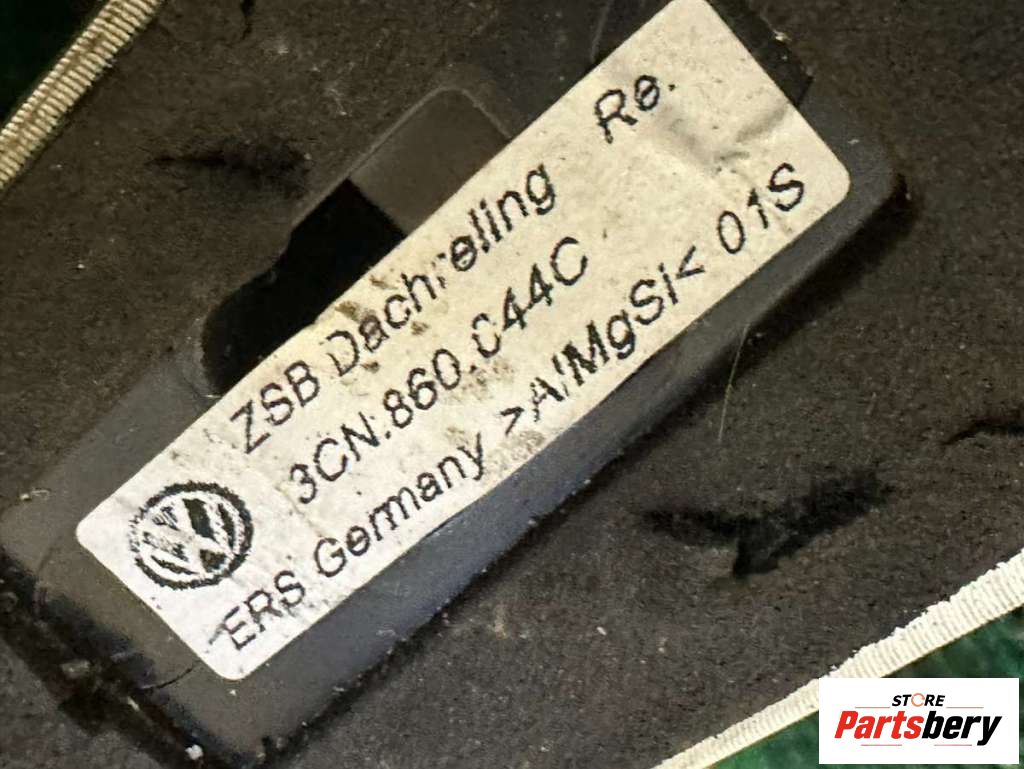 ZSB Dachreling Re.
3CN.860.044C
ERS Germany >AlMgSi< 01S
STORE
Partsbery